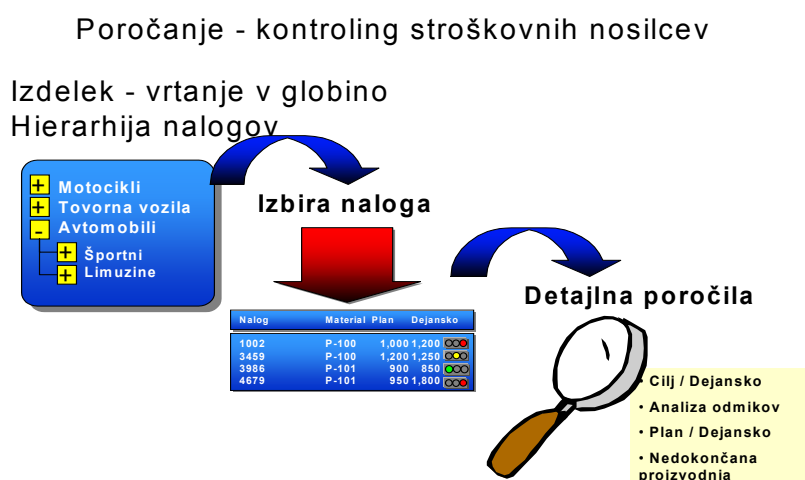 Poročanje - kontroling stroškovnih nosilcev
Izdelek - vrtanje v globino
Hierarhija nalogov
+ Motocikli
+ Tovorna vozila
- Avtomobili
+ Športni
+ Limuzine
Izbira naloga
Nalog Material Plan Dejansko
1002 P-100 1,000 1,200
3459 P-100 1,200 1,250
3986 P-101 900 850
4679 P-101 950 1,800
Detajlna poročila
• Cilj / Dejansko
• Analiza odmikov
• Plan / Dejansko
• Nedokončana
proizvodnja